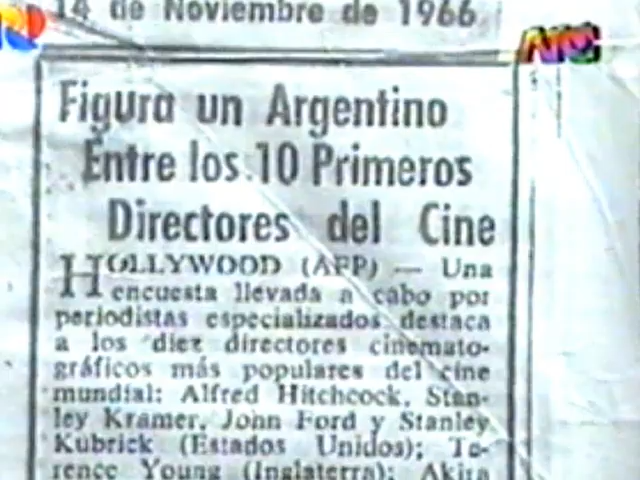 14 de Noviembre de 1966
ATC
Figura un Argentino
Entre los 10 Primeros
Directores del Cine
HOLLYWOOD (AFP) — Una
encuesta llevada a cabo por
periodistas especializados destaca
a los diez directores cinemato-
gráficos más populares del cine
mundial: Alfred Hitchcock, Stan-
ley Kramer, John Ford y Stanley
Kubrick (Estados Unidos); Te-
rence Young (Inglaterra); Akira